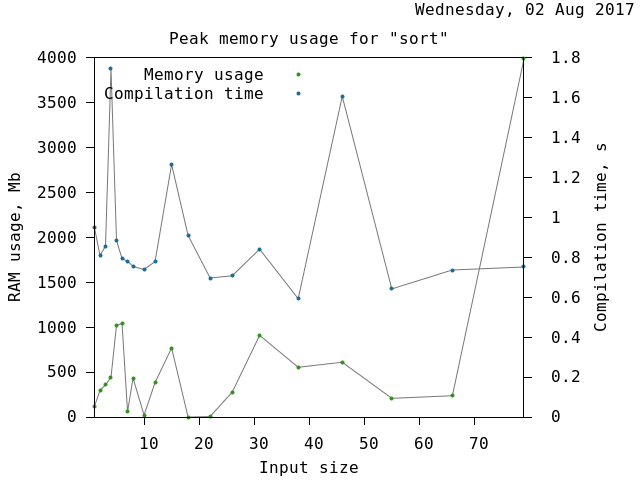 Wednesday, 02 Aug 2017
Peak memory usage for "sort"
4000
3500
3000
2500
2000
1500
1000
500
0
RAM usage, Mb
Memory usage
Compilation time
1.8
1.6
1.4
1.2
1
0.8
0.6
0.4
0.2
0
Compilation time, s
10 20 30 40 50 60 70
Input size